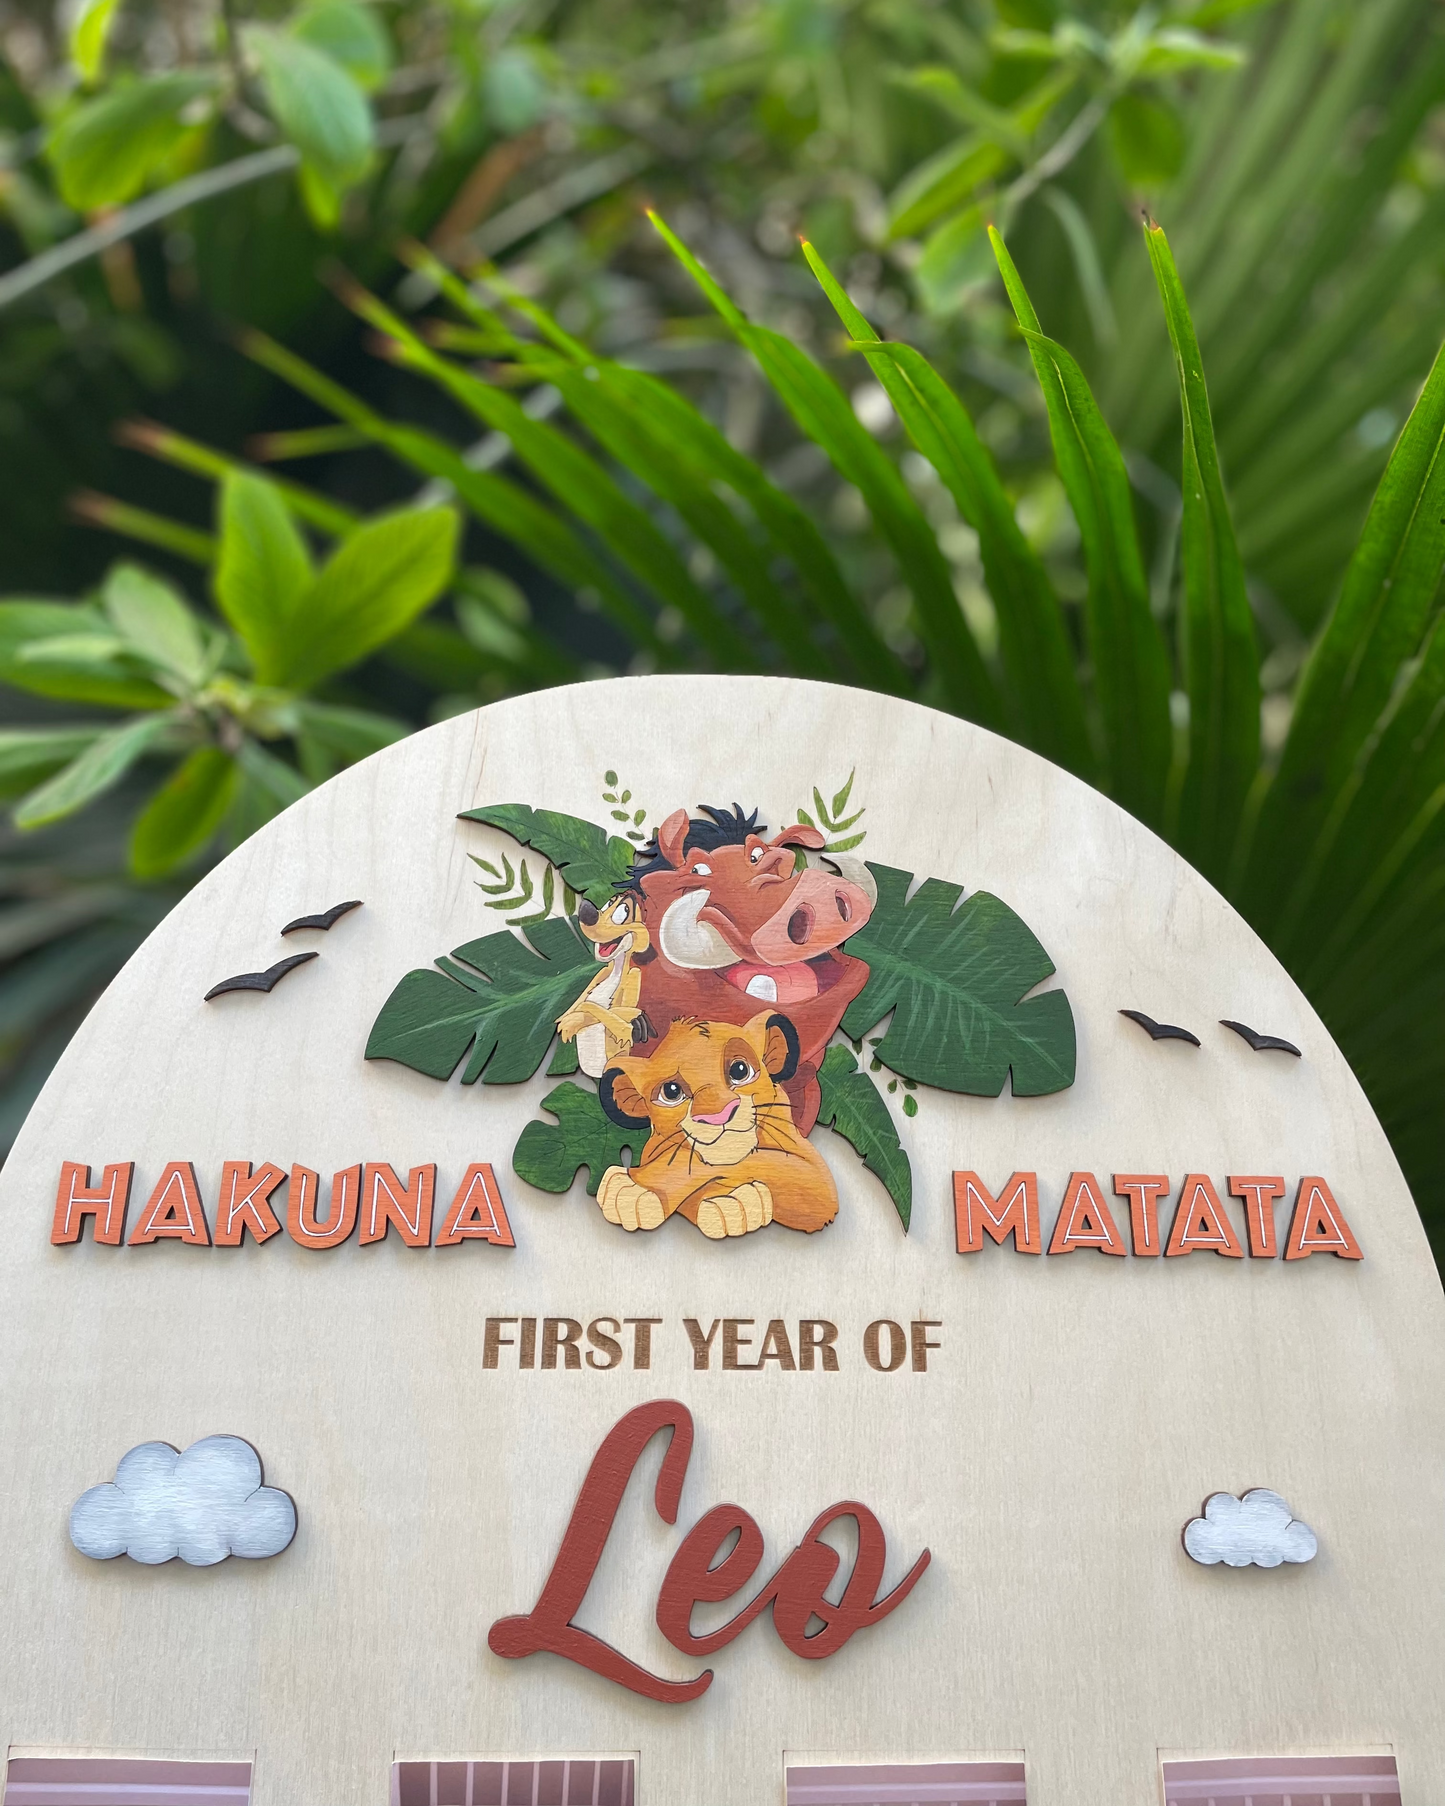 HAKUNA MATATA
FIRST YEAR OF
Leo